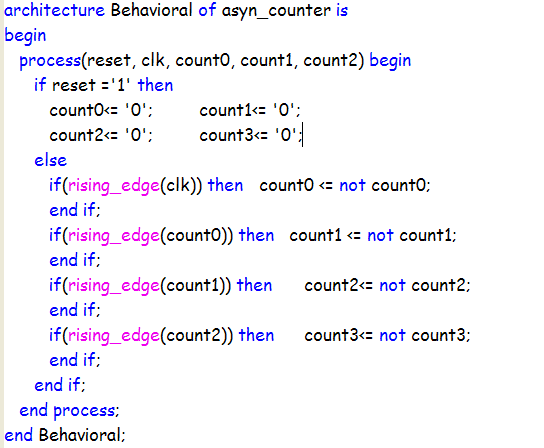 architecture Behavioral of asyn_counter is
begin
process(reset, clk, count0, count1, count2) begin
if reset ='1' then
count0<= '0'; count1<= '0';
count2<= '0'; count3<= '0';
else
if(rising_edge(clk)) then count0 <= not count0;
end if;
if(rising_edge(count0)) then count1 <= not count1;
end if;
if(rising_edge(count1)) then count2<= not count2;
end if;
if(rising_edge(count2)) then count3<= not count3;
end if;
end if;
end process;
end Behavioral;